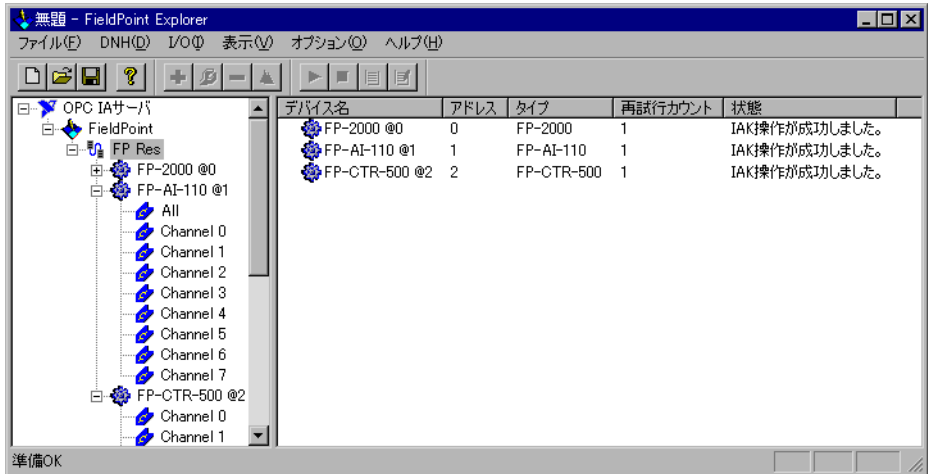 無題 - FieldPoint Explorer
ファイル(F) DNH(D) I/O(I) 表示(V) オプション(O) ヘルプ(H)
OPC IAサーバ
FieldPoint
FP Res
FP-2000 @0
FP-AI-110 @1
All
Channel 0
Channel 1
Channel 2
Channel 3
Channel 4
Channel 5
Channel 6
Channel 7
FP-CTR-500 @2
Channel 0
Channel 1
デバイス名 アドレス タイプ 再試行カウント 状態
FP-2000 @0 0 FP-2000 1 IAK操作が成功しました。
FP-AI-110 @1 1 FP-AI-110 1 IAK操作が成功しました。
FP-CTR-500 @2 2 FP-CTR-500 1 IAK操作が成功しました。
準備OK